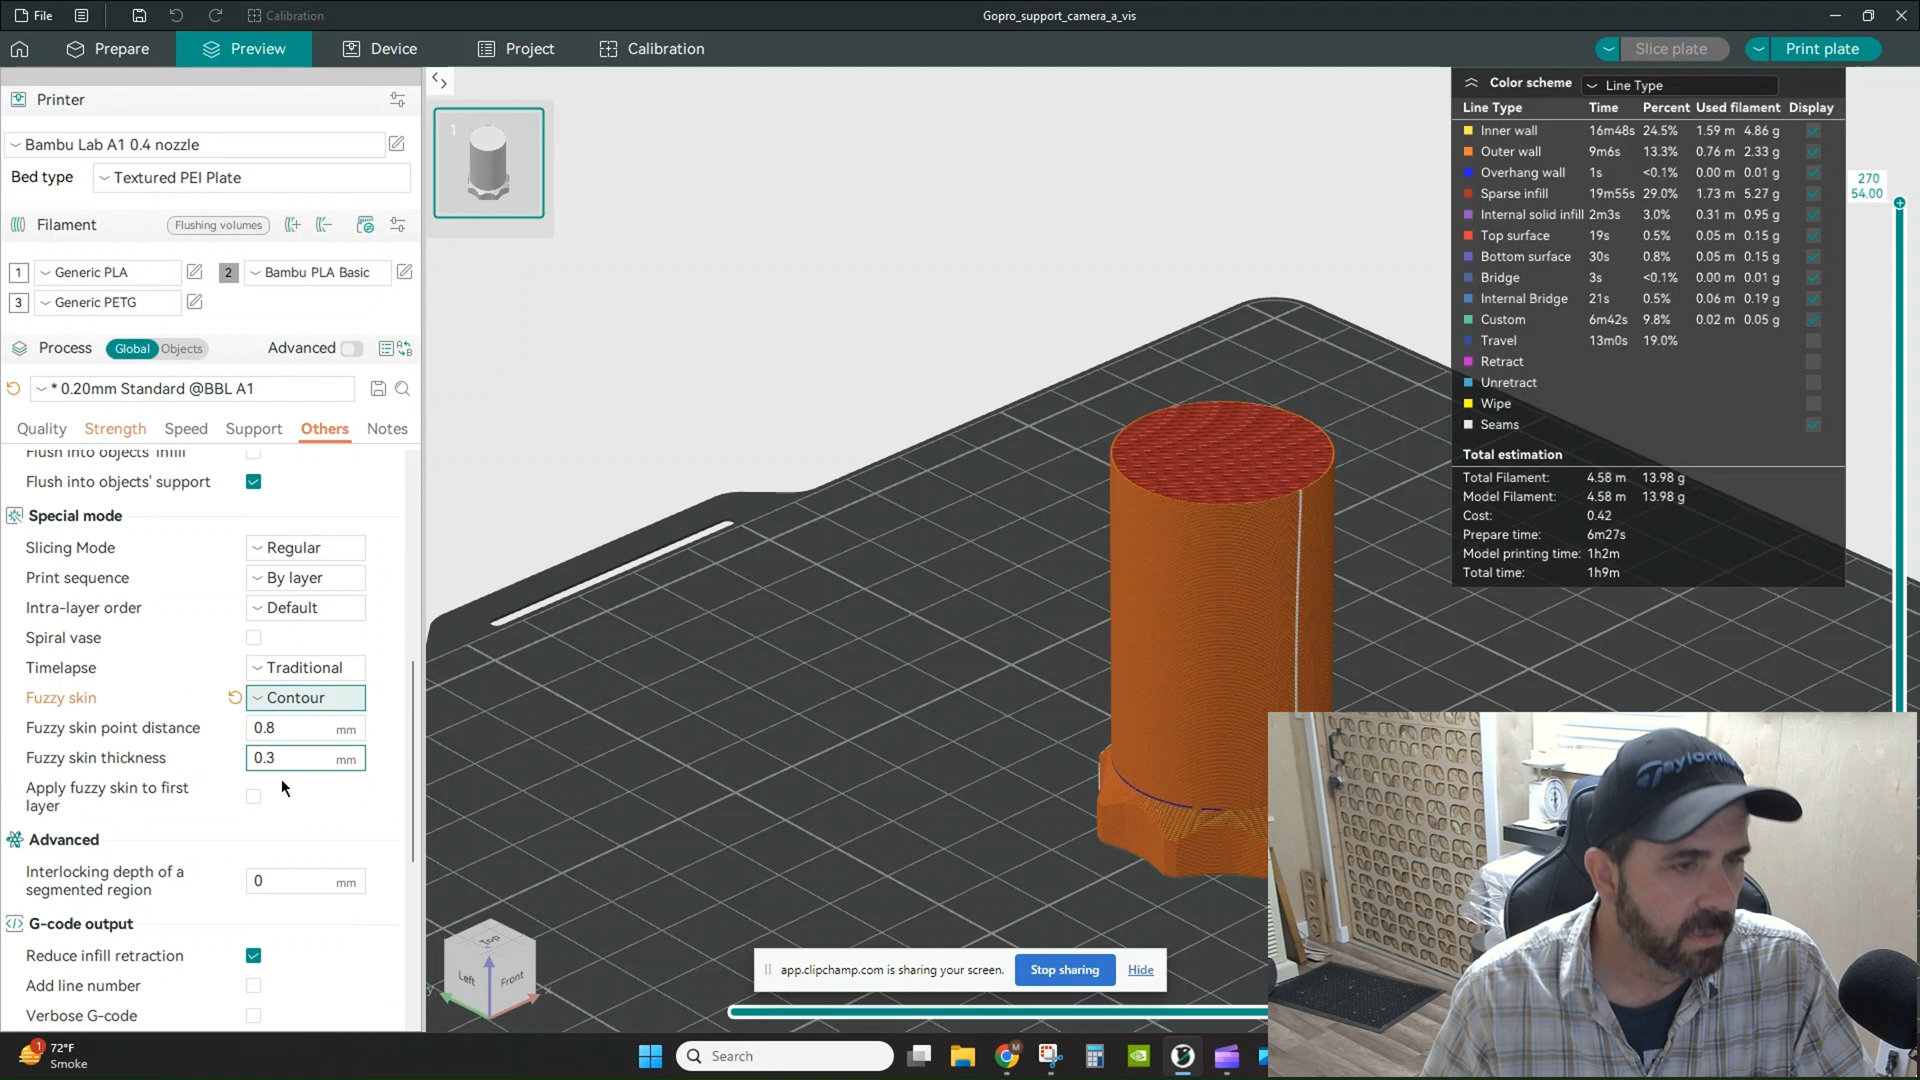 File
Calibration
Gopro_support_camera_a_vis
Prepare
Preview
Device
Project
Calibration
Slice plate
Print plate
Printer
Bambu Lab A1 0.4 nozzle
Bed type
Textured PEI Plate
Filament
Flushing volumes
1 Generic PLA
2 Bambu PLA Basic
3 Generic PETG
Process
Global Objects
Advanced
* 0.20mm Standard @BBL A1
Quality Strength Speed Support Others Notes
Flush into objects' infill
Flush into objects' support
Special mode
Slicing Mode Regular
Print sequence By layer
Intra-layer order Default
Spiral vase
Timelapse Traditional
Fuzzy skin Contour
Fuzzy skin point distance 0.8 mm
Fuzzy skin thickness 0.3 mm
Apply fuzzy skin to first
layer
Advanced
Interlocking depth of a
segmented region 0 mm
G-code output
Reduce infill retraction
Add line number
Verbose G-code
1
Color scheme Line Type
Line Type Time Percent Used filament Display
Inner wall 16m48s 24.5% 1.59 m 4.86 g
Outer wall 9m6s 13.3% 0.76 m 2.33 g
Overhang wall 1s <0.1% 0.00 m 0.01 g
Sparse infill 19m55s 29.0% 1.73 m 5.27 g
Internal solid infill 2m3s 3.0% 0.31 m 0.95 g
Top surface 19s 0.5% 0.05 m 0.15 g
Bottom surface 30s 0.8% 0.05 m 0.15 g
Bridge 3s <0.1% 0.00 m 0.01 g
Internal Bridge 21s 0.5% 0.06 m 0.19 g
Custom 6m42s 9.8% 0.02 m 0.05 g
Travel 13m0s 19.0%
Retract
Unretract
Wipe
Seams
Total estimation
Total Filament: 4.58 m 13.98 g
Model Filament: 4.58 m 13.98 g
Cost: 0.42
Prepare time: 6m27s
Model printing time: 1h2m
Total time: 1h9m
270
54.00
Top
Left
Front
app.clipchamp.com is sharing your screen.
Stop sharing
Hide
1
72°F
Smoke
Search
M